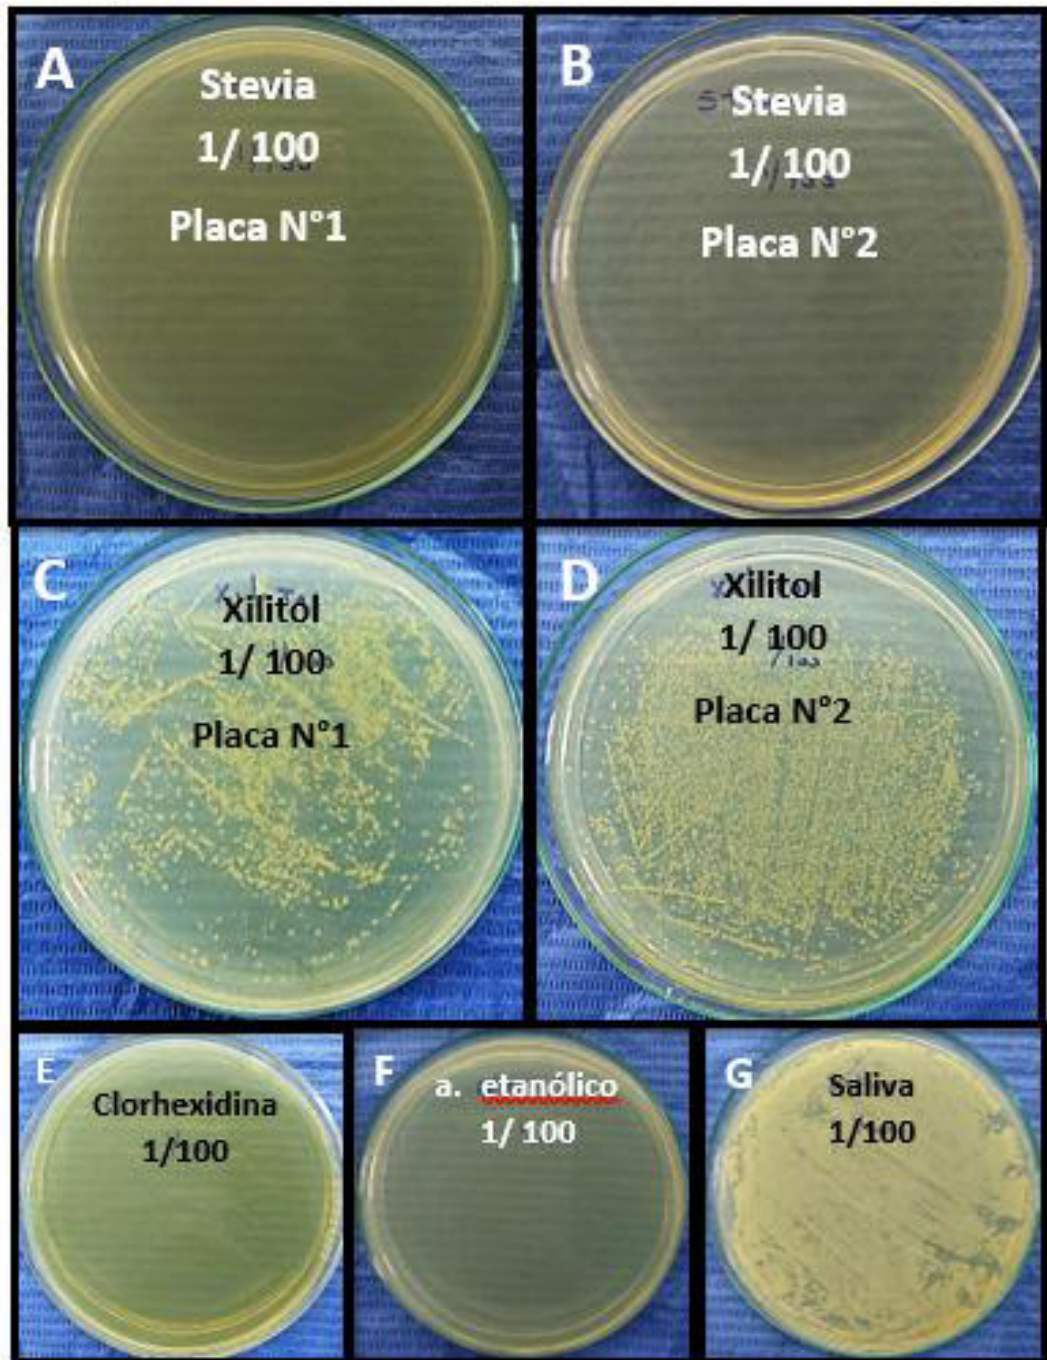 A
Stevia
1/ 100
Placa N°1
B
Stevia
1/ 100
Placa N°2
C
Xilitol
1/ 100
Placa N°1
D
Xilitol
1/ 100
Placa N°2
E
Clorhexidina
1/100
F
a. etanólico
1/ 100
G
Saliva
1/100